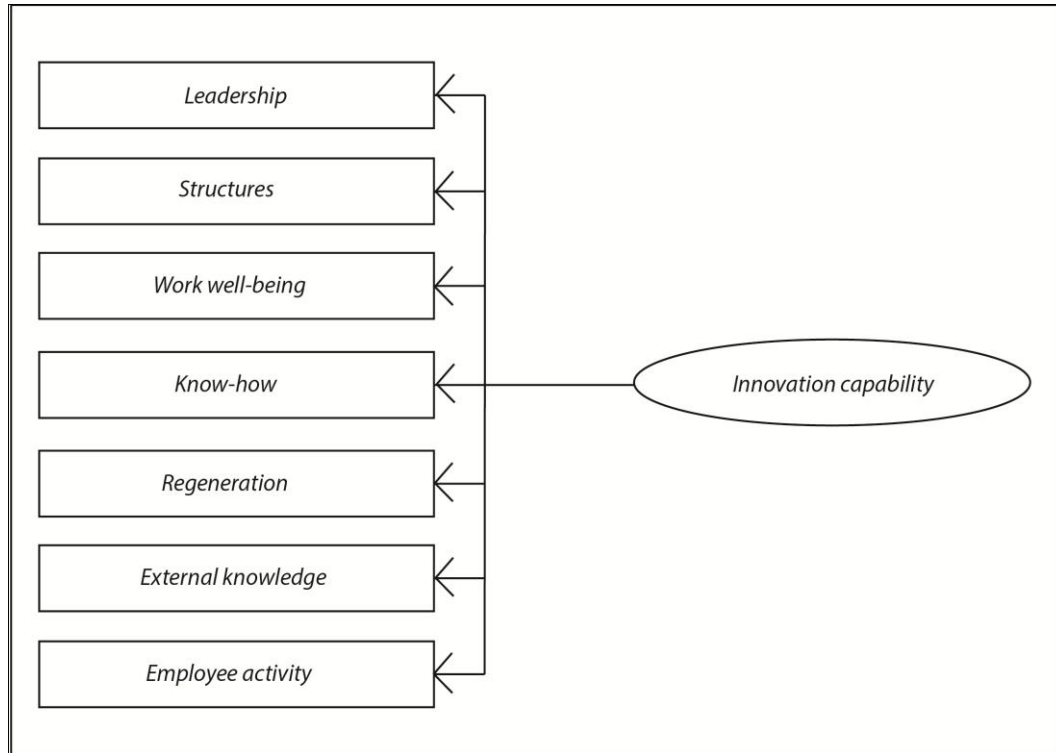 Leadership
Structures
Work well-being
Know-how
Innovation capability
Regeneration
External knowledge
Employee activity